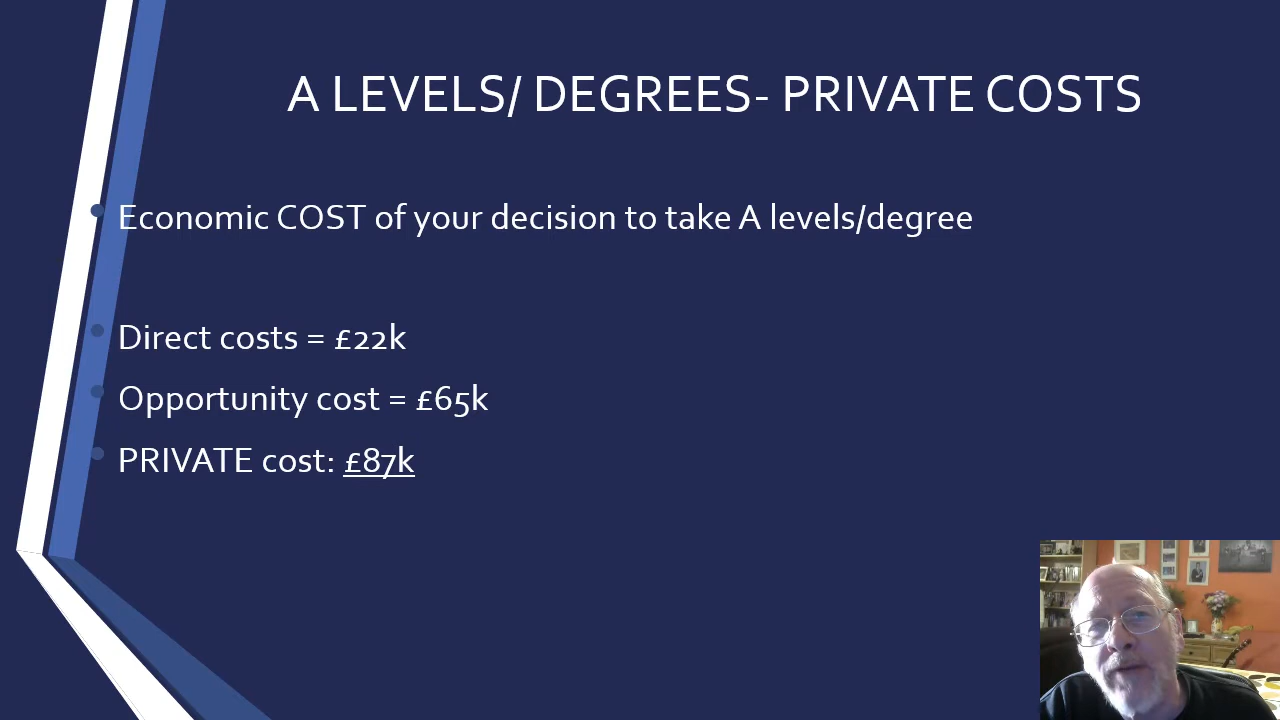 A LEVELS/ DEGREES- PRIVATE COSTS
Economic COST of your decision to take A levels/degree
Direct costs = £22k
Opportunity cost = £65k
PRIVATE cost: £87k